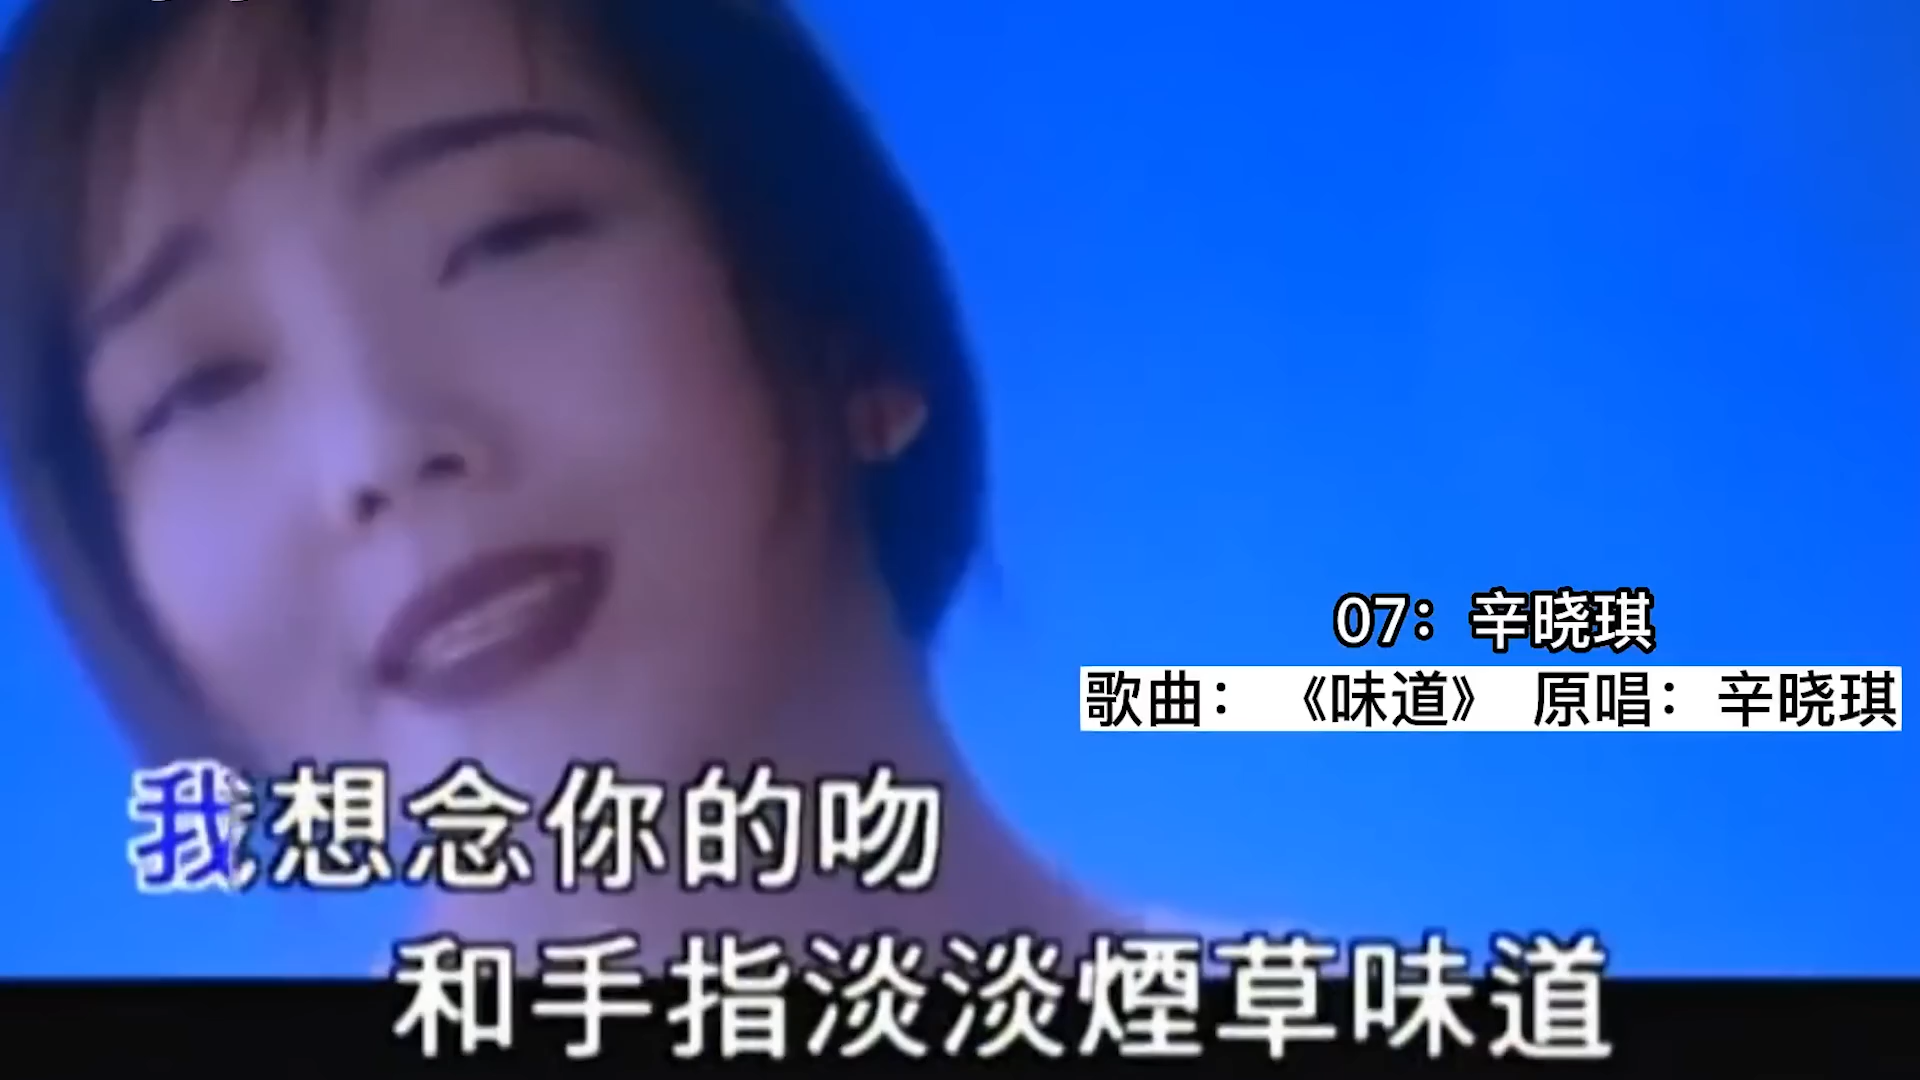 07：辛晓琪
歌曲：《味道》 原唱：辛晓琪
我想念你的吻
和手指淡淡煙草味道